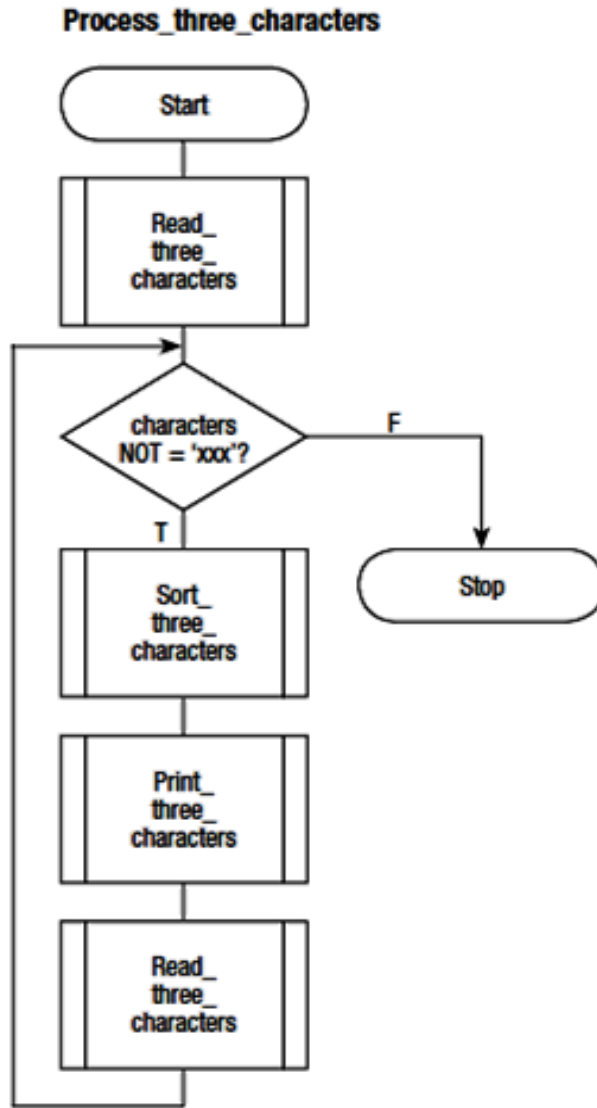 Process_three_characters
Start
Read_
three_
characters
characters
NOT = ‘xxx’?
F
T
Sort_
three_
characters
Stop
Print_
three_
characters
Read_
three_
characters